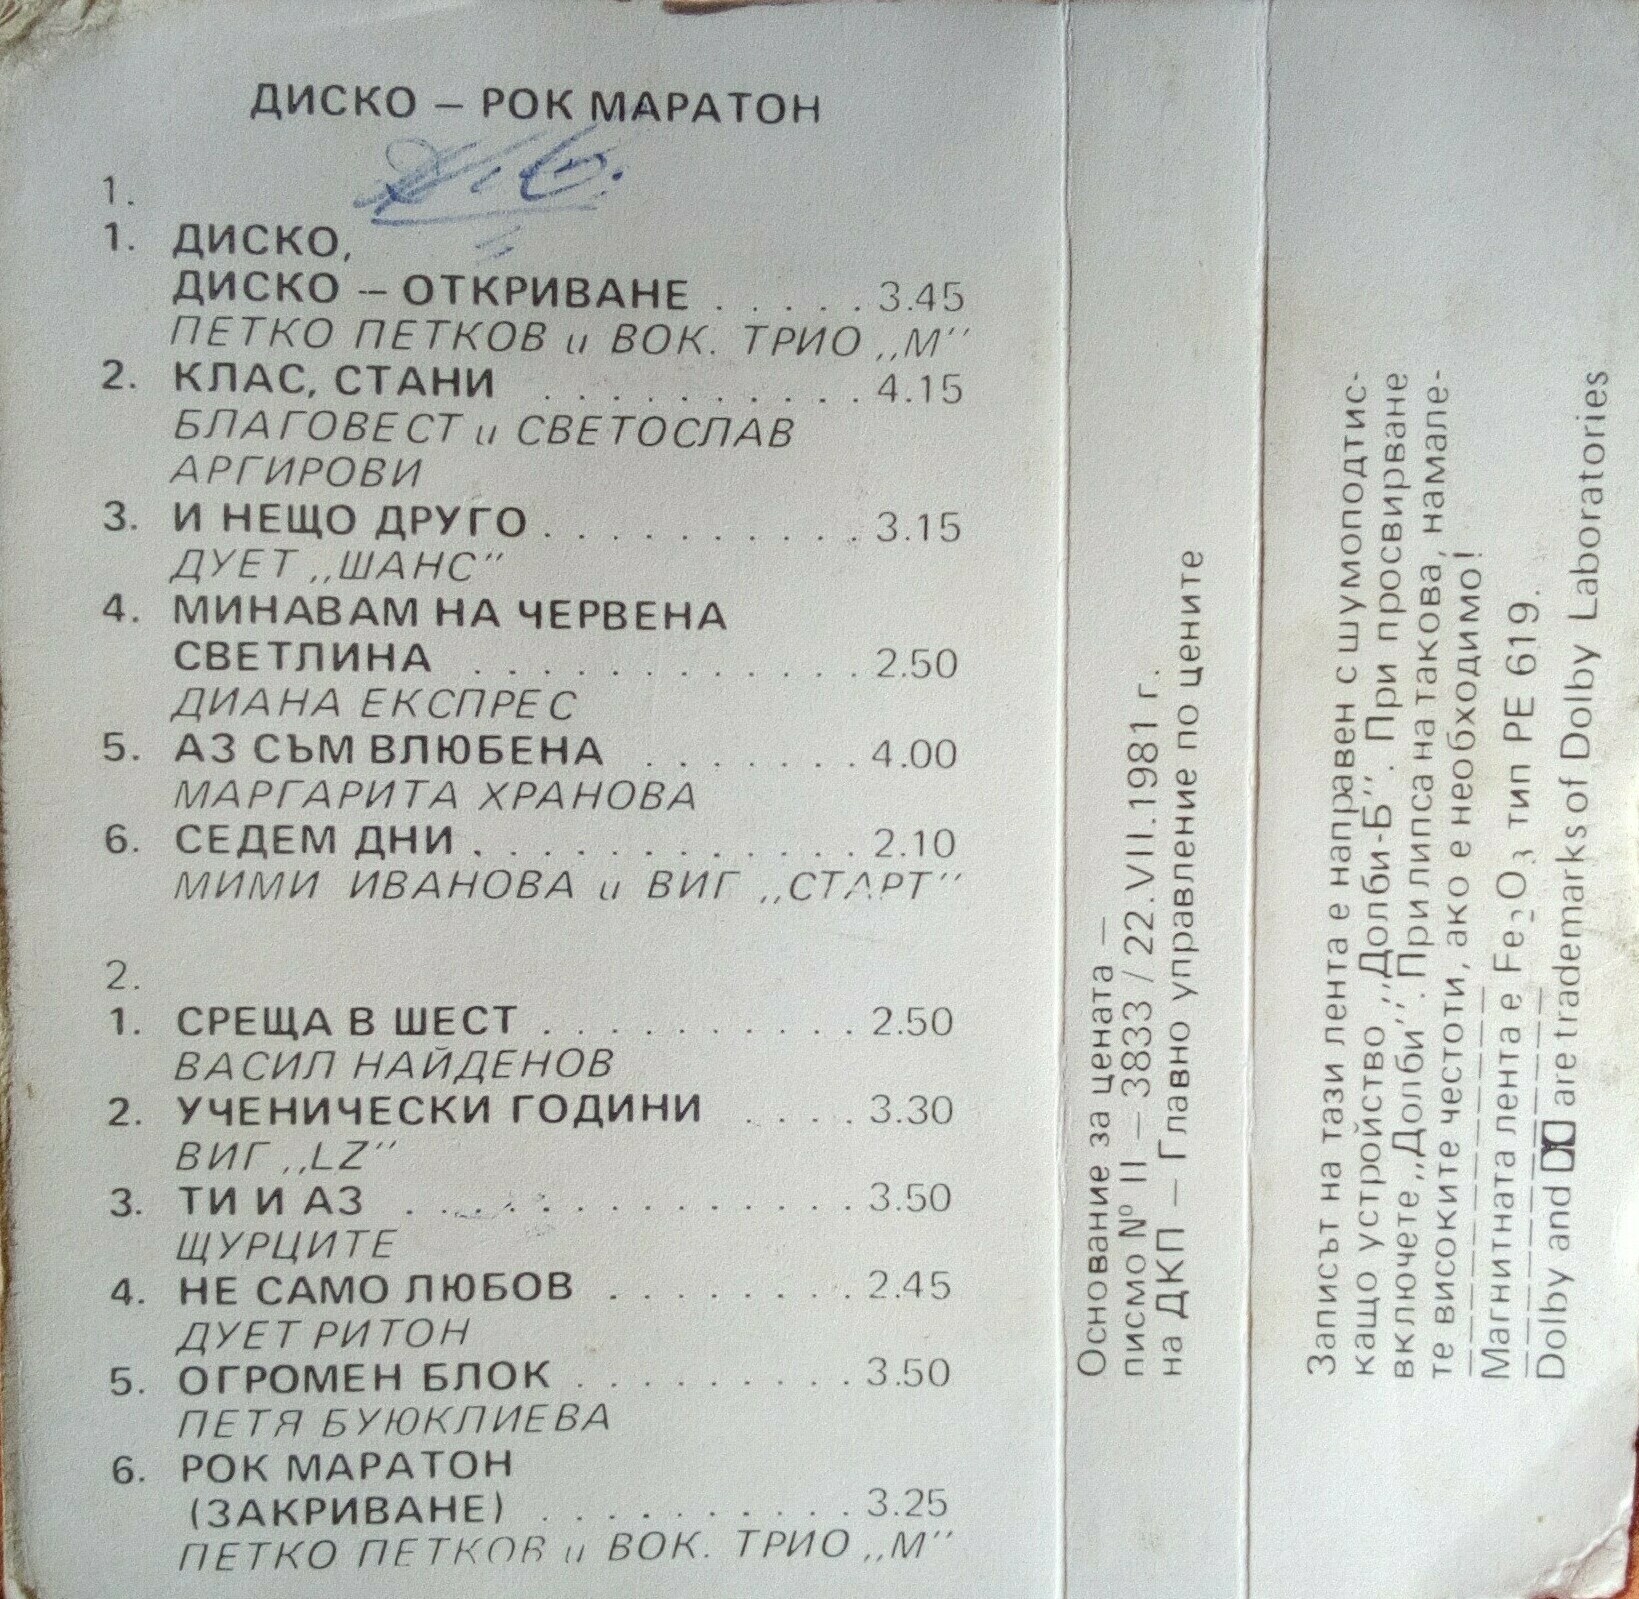 ДИСКО – РОК МАРАТОН
1.
1. ДИСКО,
ДИСКО – ОТКРИВАНЕ . . . . . 3.45
ПЕТКО ПЕТКОВ и ВОК. ТРИО „М“
2. КЛАС, СТАНИ . . . . . . . . . . 4.15
БЛАГОВЕСТ и СВЕТОСЛАВ
АРГИРОВИ
3. И НЕЩО ДРУГО . . . . . . . . . . 3.15
ДУЕТ „ШАНС“
4. МИНАВАМ НА ЧЕРВЕНА
СВЕТЛИНА . . . . . . . . . . . . 2.50
ДИАНА ЕКСПРЕС
5. АЗ СЪМ ВЛЮБЕНА . . . . . . . 4.00
МАРГАРИТА ХРАНОВА
6. СЕДЕМ ДНИ . . . . . . . . . . . . 2.10
МИМИ ИВАНОВА и ВИГ „СТАРТ“
2.
1. СРЕЩА В ШЕСТ . . . . . . . . . . 2.50
ВАСИЛ НАЙДЕНОВ
2. УЧЕНИЧЕСКИ ГОДИНИ . . . . 3.30
ВИГ „LZ“
3. ТИ И АЗ . . . . . . . . . . . . . . 3.50
ЩУРЦИТЕ
4. НЕ САМО ЛЮБОВ . . . . . . . . 2.45
ДУЕТ РИТОН
5. ОГРОМЕН БЛОК . . . . . . . . . 3.50
ПЕТЯ БУЮКЛИЕВА
6. РОК МАРАТОН
(ЗАКРИВАНЕ) . . . . . . . . . . 3.25
ПЕТКО ПЕТКОВ и ВОК. ТРИО „М“
Основание за цената –
писмо № II – 3833 / 22.VII.1981 г.
на ДКП – Главно управление по цените
Записът на тази лента е направен с шумоподтис-
кащо устройство „Долби-Б“. При просвирване
включете „Долби“. При липса на такова, намале-
те високите честоти, ако е необходимо!
Магнитната лента е Fe₂O₃ тип PE 619.
Dolby and are trademarks of Dolby Laboratories